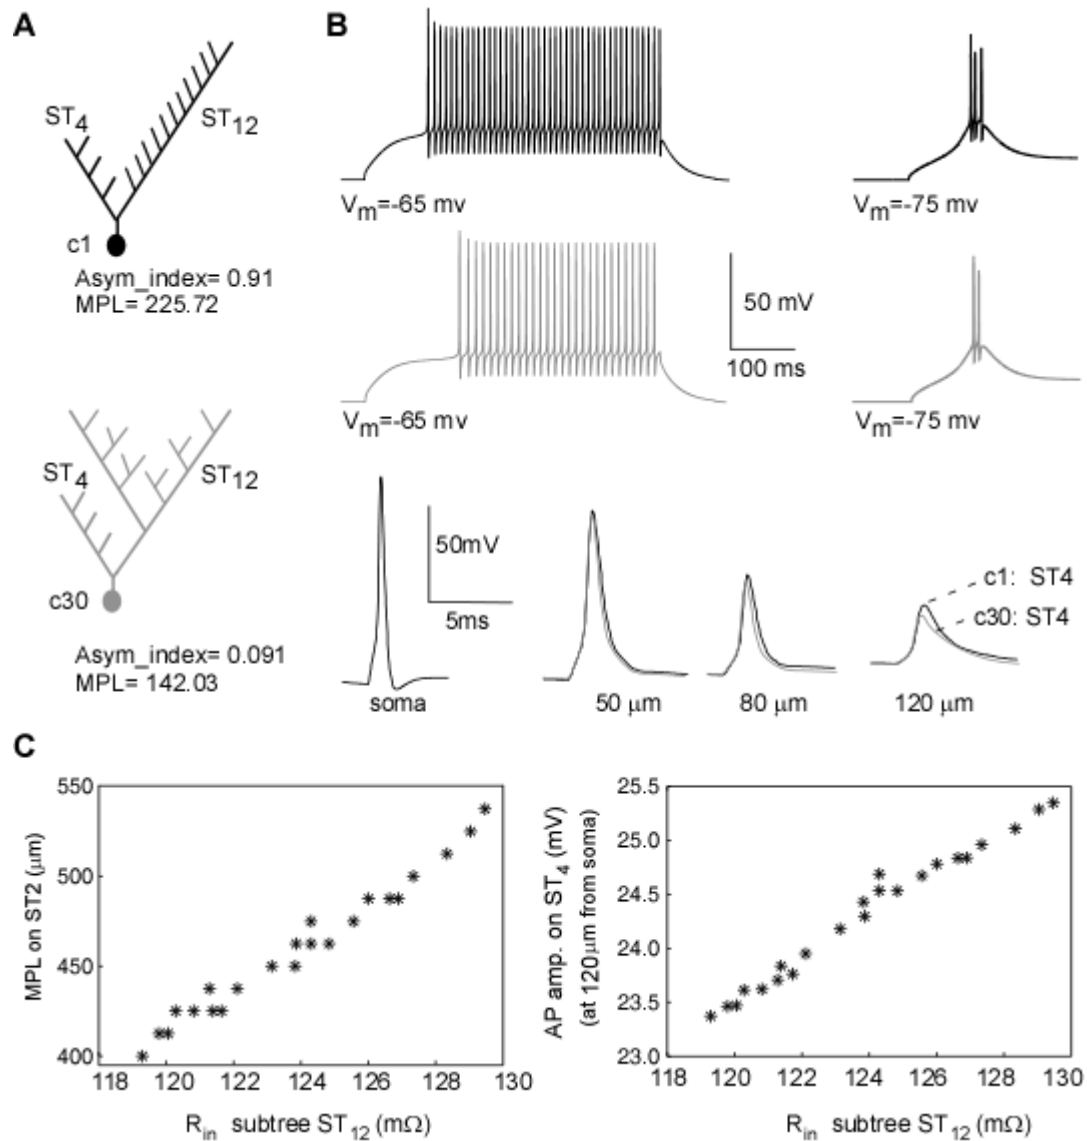 A
B
ST4
ST12
c1
Asym_index= 0.91
MPL= 225.72
Vm=-65 mv
Vm=-75 mv
50 mV
100 ms
Vm=-65 mv
Vm=-75 mv
ST4
ST12
c30
Asym_index= 0.091
MPL= 142.03
50mV
5ms
c1: ST4
c30: ST4
soma
50 μm
80 μm
120 μm
C
MPL on ST2 (μm)
550
500
450
400
118 120 122 124 126 128 130
Rin subtree ST12 (mΩ)
AP amp. on ST4 (mV)
(at 120μm from soma)
25.5
25.0
24.5
24.0
23.5
23.0
118 120 122 124 126 128 130
Rin subtree ST12 (mΩ)